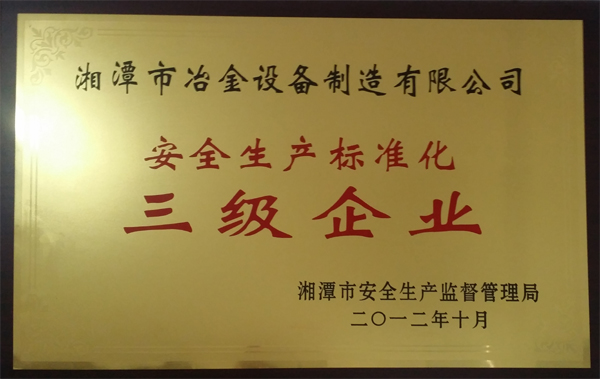 湘潭市冶金设备制造有限公司
安全生产标准化
三级企业
湘潭市安全生产监督管理局
二〇一二年十月